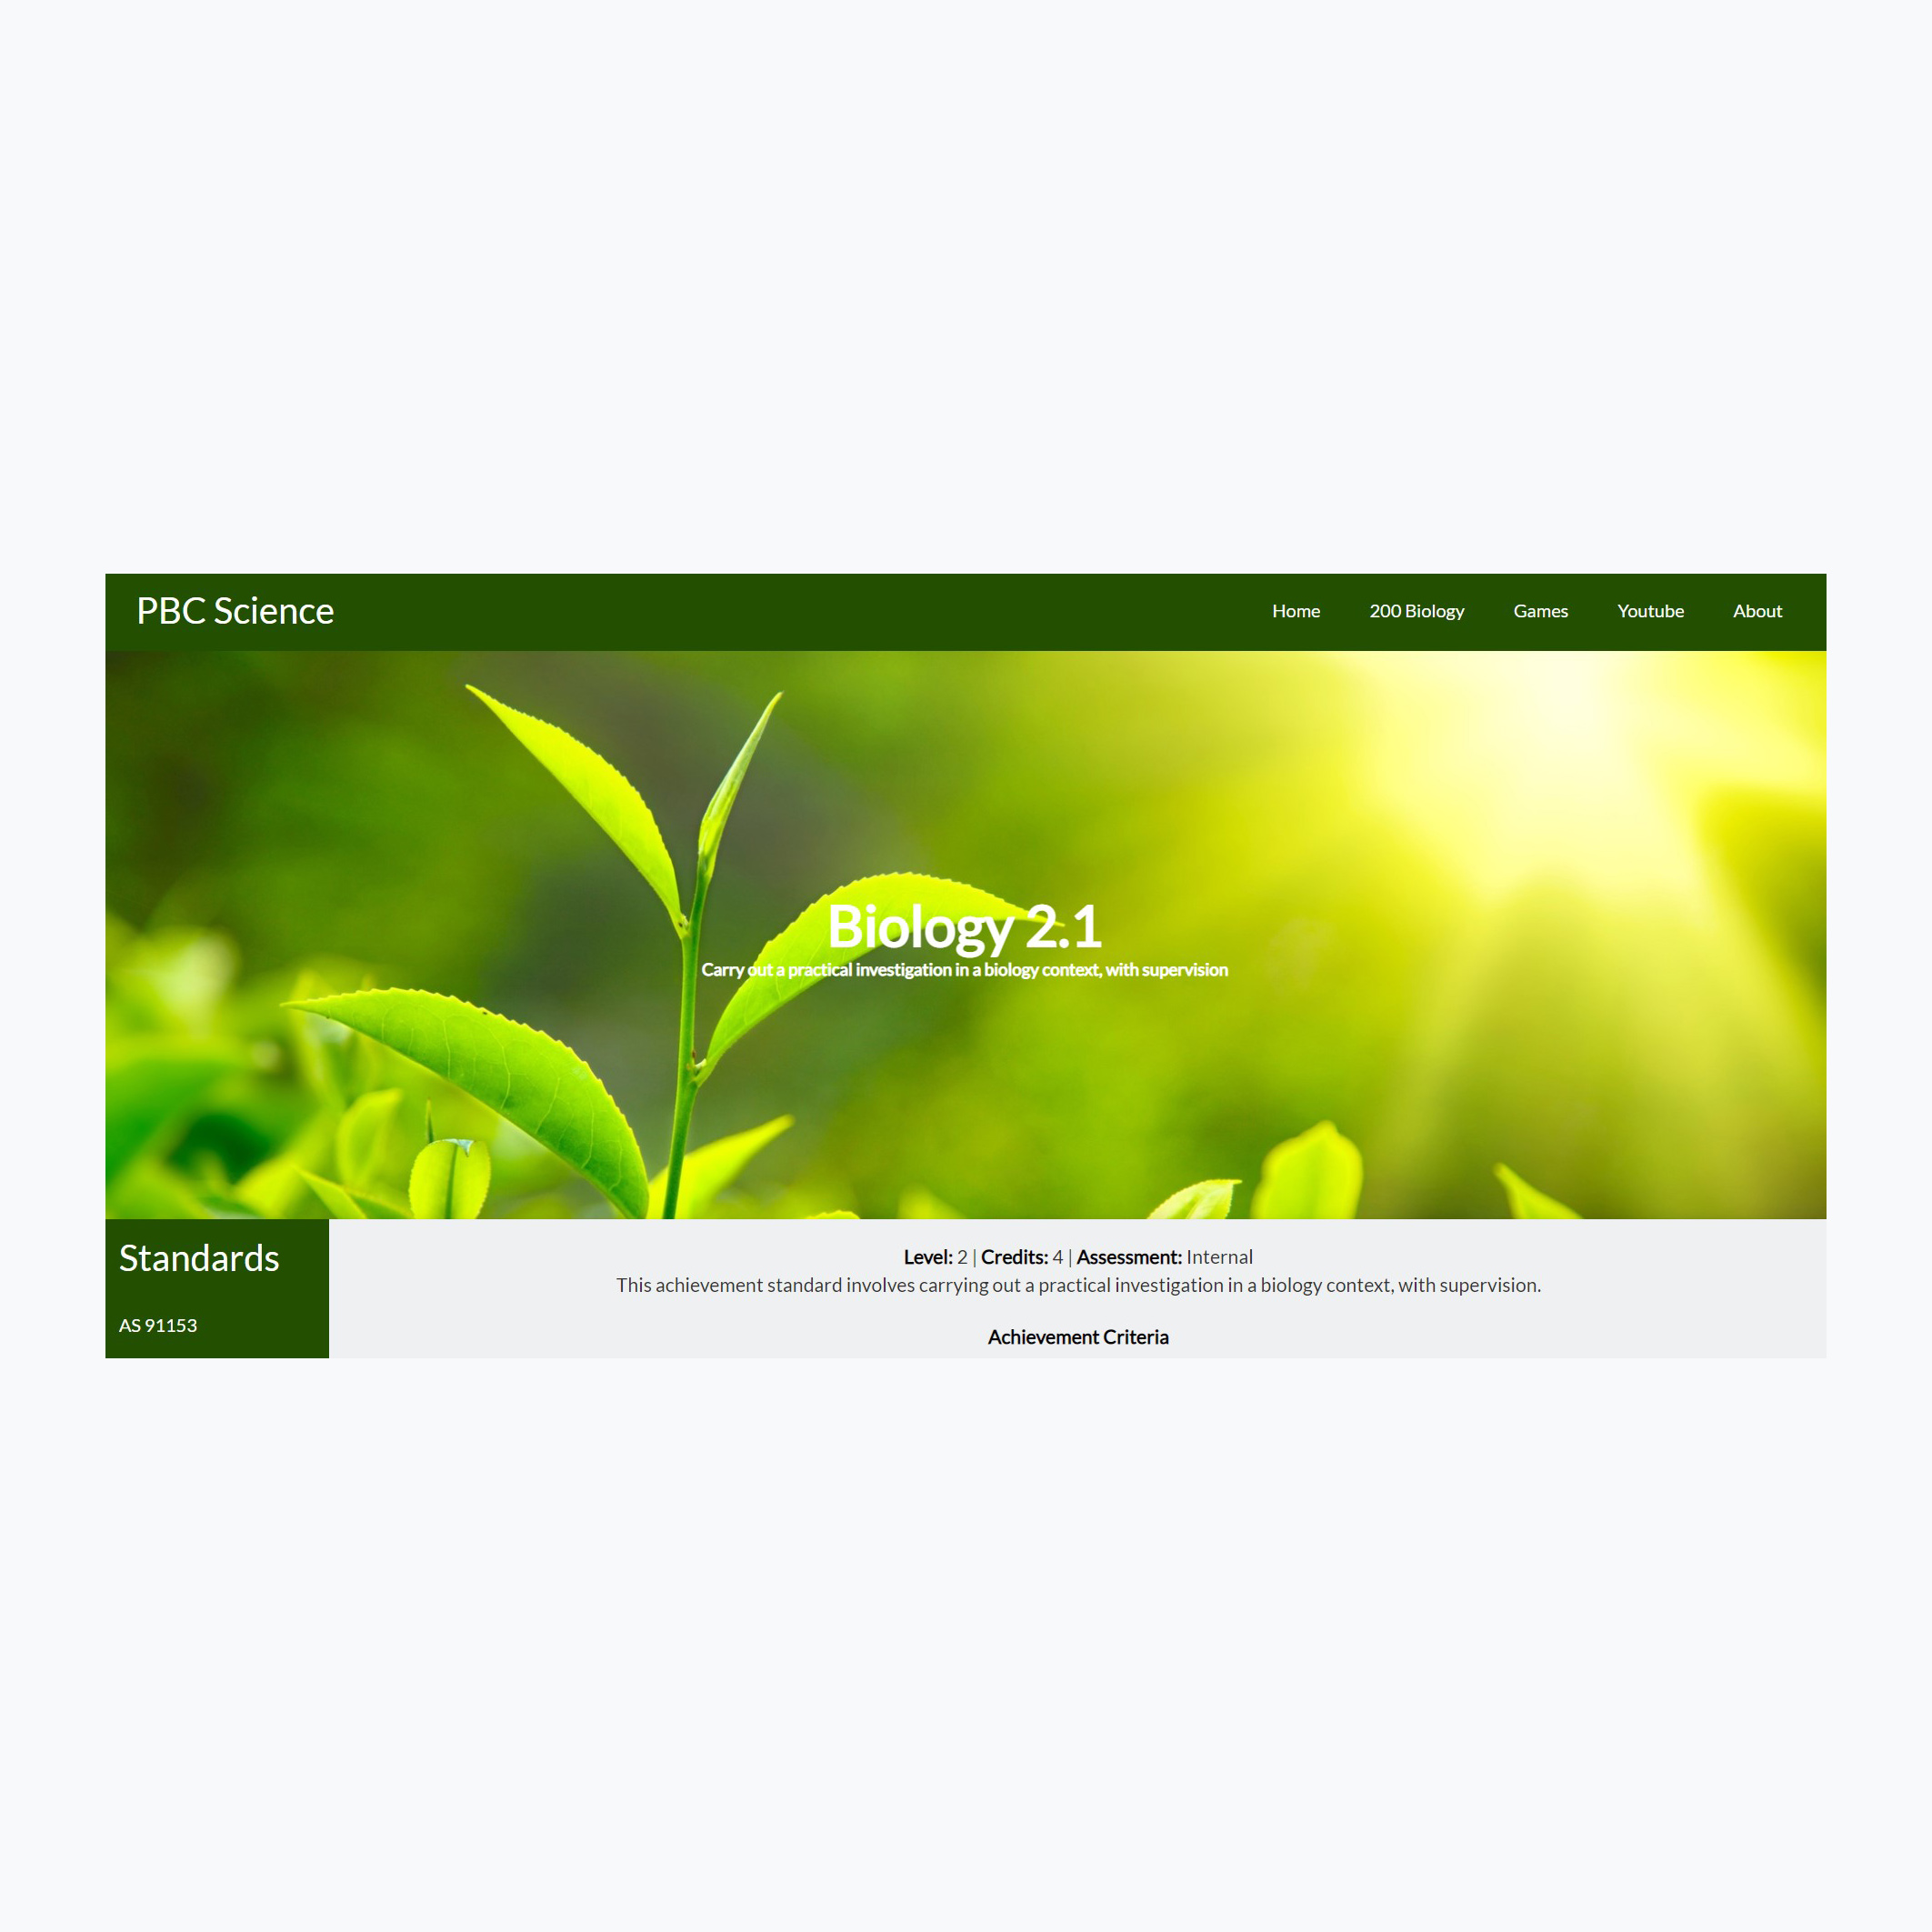 PBC Science
Home 200 Biology Games Youtube About
Biology 2.1
Carry out a practical investigation in a biology context, with supervision
Standards
AS 91153
Level: 2 | Credits: 4 | Assessment: Internal
This achievement standard involves carrying out a practical investigation in a biology context, with supervision.
Achievement Criteria